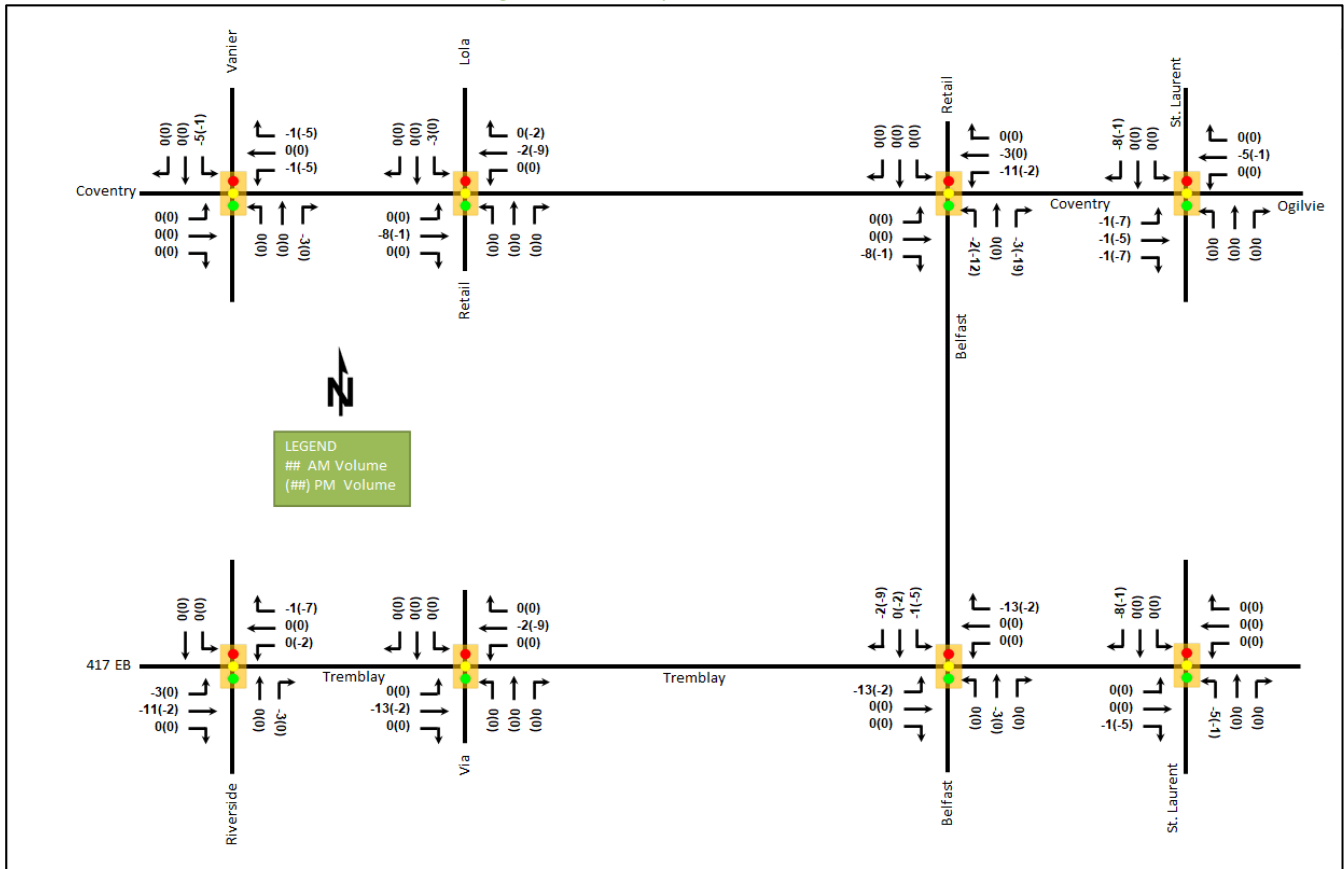 Vanier
Lola
Retail
St. Laurent
0(0) 0(0) -5(-1)
-1(-5)
0(0)
-1(-5)
0(0) 0(0) -3(0)
0(-2)
-2(-9)
0(0)
0(0) 0(0) 0(0)
0(0)
-3(0)
-11(-2)
-8(-1) 0(0) 0(0)
0(0)
-5(-1)
0(0)
Coventry
Coventry
Ogilvie
0(0)
0(0)
0(0)
0(0) 0(0) -3(0)
0(0)
-8(-1)
0(0)
0(0) 0(0) 0(0)
0(0)
0(0)
-8(-1)
-2(-12) 0(0) -3(-19)
-1(-7)
-1(-5)
-1(-7)
0(0) 0(0) 0(0)
Retail
Belfast
N
LEGEND
## AM Volume
(##) PM Volume
0(0) 0(0)
-1(-7)
0(0)
0(-2)
0(0) 0(0) 0(0)
0(0)
-2(-9)
0(0)
-2(-9) 0(-2) -1(-5)
-13(-2)
0(0)
0(0)
-8(-1) 0(0) 0(0)
0(0)
0(0)
0(0)
417 EB
Tremblay
Tremblay
-3(0)
-11(-2)
0(0)
0(0) -3(0)
0(0)
-13(-2)
0(0)
0(0) 0(0) 0(0)
-13(-2)
0(0)
0(0)
0(0) -3(0) 0(0)
0(0)
0(0)
-1(-5)
-5(-1) 0(0) 0(0)
Riverside
Via
Belfast
St. Laurent